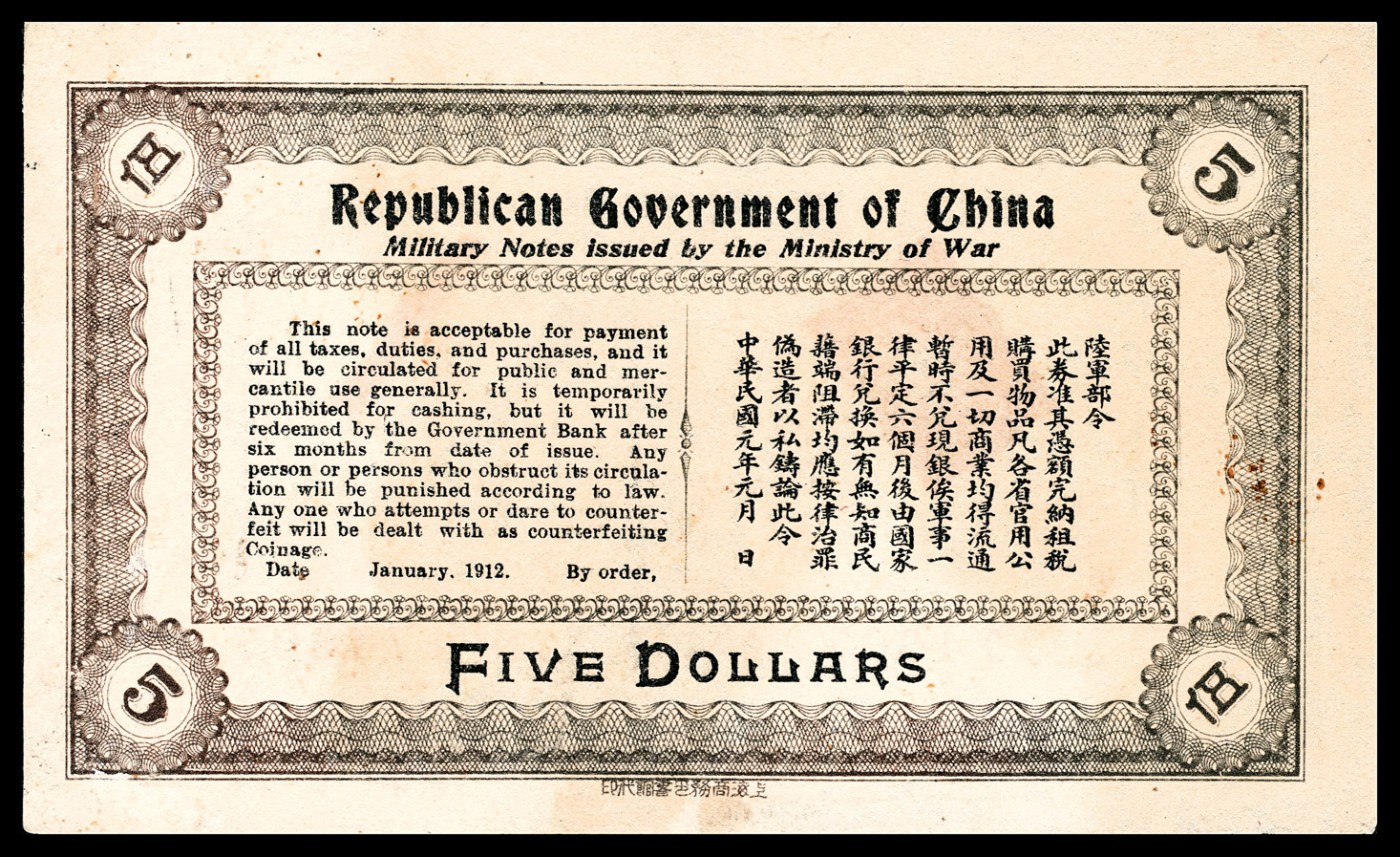 伍
5
Republican Government of China
Military Notes issued by the Ministry of War
This note is acceptable for payment
of all taxes, duties, and purchases, and it
will be circulated for public and mer-
cantile use generally. It is temporarily
prohibited for cashing, but it will be
redeemed by the Government Bank after
six months from date of issue. Any
person or persons who obstruct its circula-
tion will be punished according to law.
Any one who attempts or dare to counter-
feit will be dealt with as counterfeiting
Coinage.
Date January. 1912. By order,
陸軍部令
此券准其憑額完納租稅
購買物品凡各省官用公
用及一切商業均得流通
暫時不兌現銀俟軍事一
律平定六個月後由國家
銀行兌換如有無知商民
藉端阻滯均應按律治罪
偽造者以私鑄論此令
中華民國元年元月 日
5
FIVE DOLLARS
伍